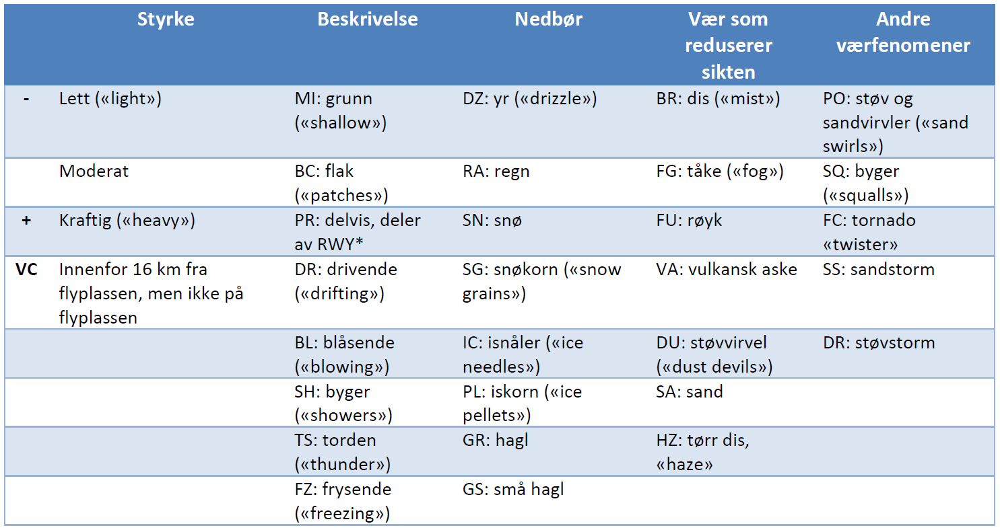 Styrke
Beskrivelse
Nedbør
Vær som
reduserer
sikten
Andre
værfenomener
-
Lett («light»)
MI: grunn
(«shallow»)
DZ: yr («drizzle»)
BR: dis («mist»)
PO: støv og
sandvirvler («sand
swirls»)
Moderat
BC: flak
(«patches»)
RA: regn
FG: tåke («fog»)
SQ: byger
(«squalls»)
+
Kraftig («heavy»)
PR: delvis, deler
av RWY*
SN: snø
FU: røyk
FC: tornado
«twister»
VC
Innenfor 16 km fra
flyplassen, men ikke på
flyplassen
DR: drivende
(«drifting»)
SG: snøkorn («snow
grains»)
VA: vulkansk aske
SS: sandstorm
BL: blåsende
(«blowing»)
IC: isnåler («ice
needles»)
DU: støvvirvel
(«dust devils»)
DR: støvstorm
SH: byger
(«showers»)
PL: iskorn («ice
pellets»)
SA: sand
TS: torden
(«thunder»)
GR: hagl
HZ: tørr dis,
«haze»
FZ: frysende
(«freezing»)
GS: små hagl